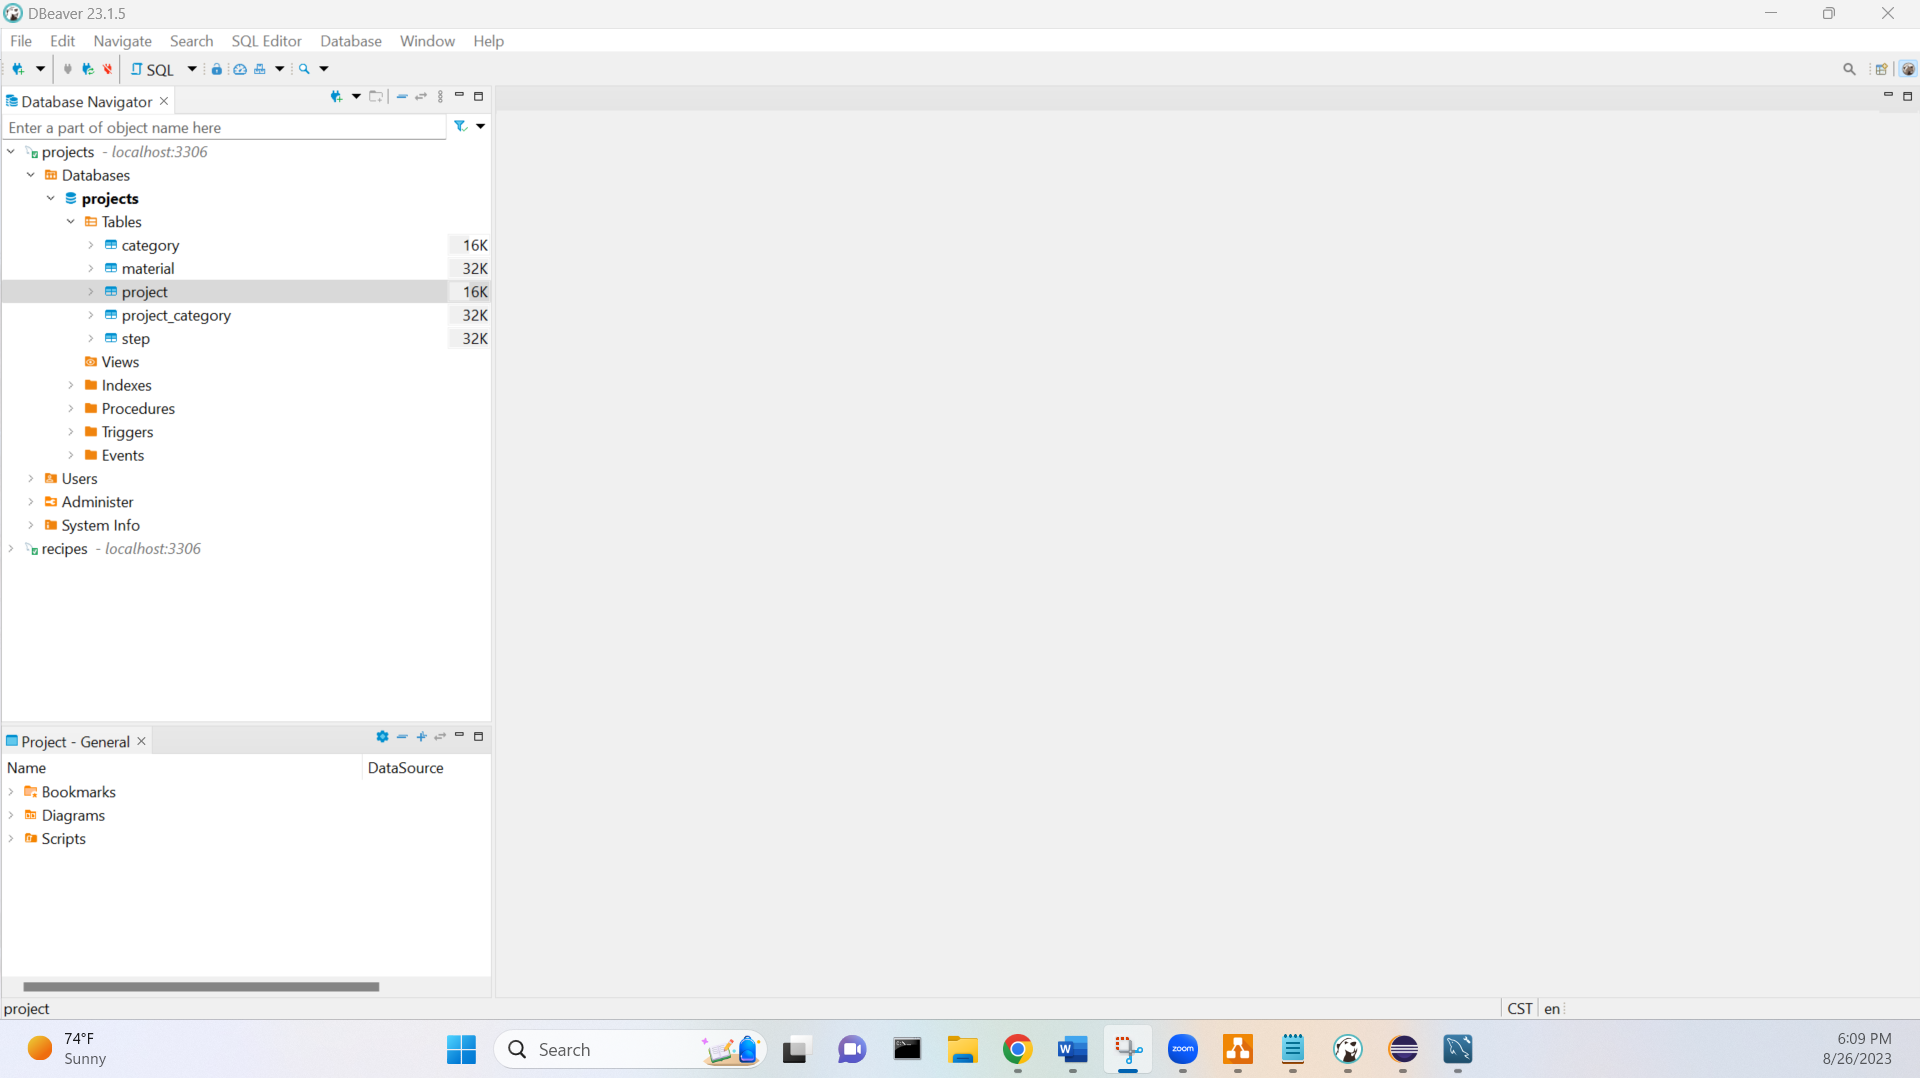 DBeaver 23.1.5
File Edit Navigate Search SQL Editor Database Window Help
SQL
Database Navigator
Enter a part of object name here
projects - localhost:3306
Databases
projects
Tables
category 16K
material 32K
project 16K
project_category 32K
step 32K
Views
Indexes
Procedures
Triggers
Events
Users
Administer
System Info
recipes - localhost:3306
Project - General
Name DataSource
Bookmarks
Diagrams
Scripts
project CST en
74°F
Sunny
Search
W
zoom
6:09 PM
8/26/2023